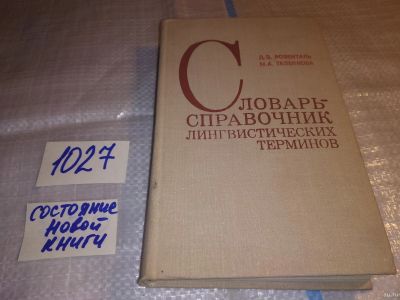 Д.Э. РОЗЕНТАЛЬ
М.А. ТЕЛЕНКОВА
СЛОВАРЬ-
СПРАВОЧНИК
ЛИНГВИСТИЧЕСКИХ
ТЕРМИНОВ
1027
СОСТОЯНИЕ
НОВОЙ
КНИГИ